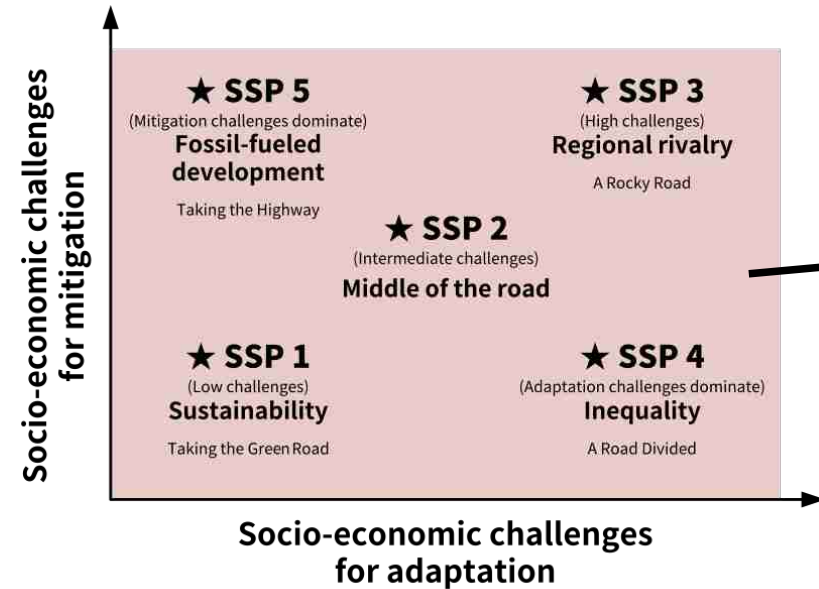 Socio-economic challenges
for mitigation
★ SSP 5
(Mitigation challenges dominate)
Fossil-fueled
development
Taking the Highway
★ SSP 3
(High challenges)
Regional rivalry
A Rocky Road
★ SSP 2
(Intermediate challenges)
Middle of the road
★ SSP 1
(Low challenges)
Sustainability
Taking the Green Road
★ SSP 4
(Adaptation challenges dominate)
Inequality
A Road Divided
Socio-economic challenges
for adaptation